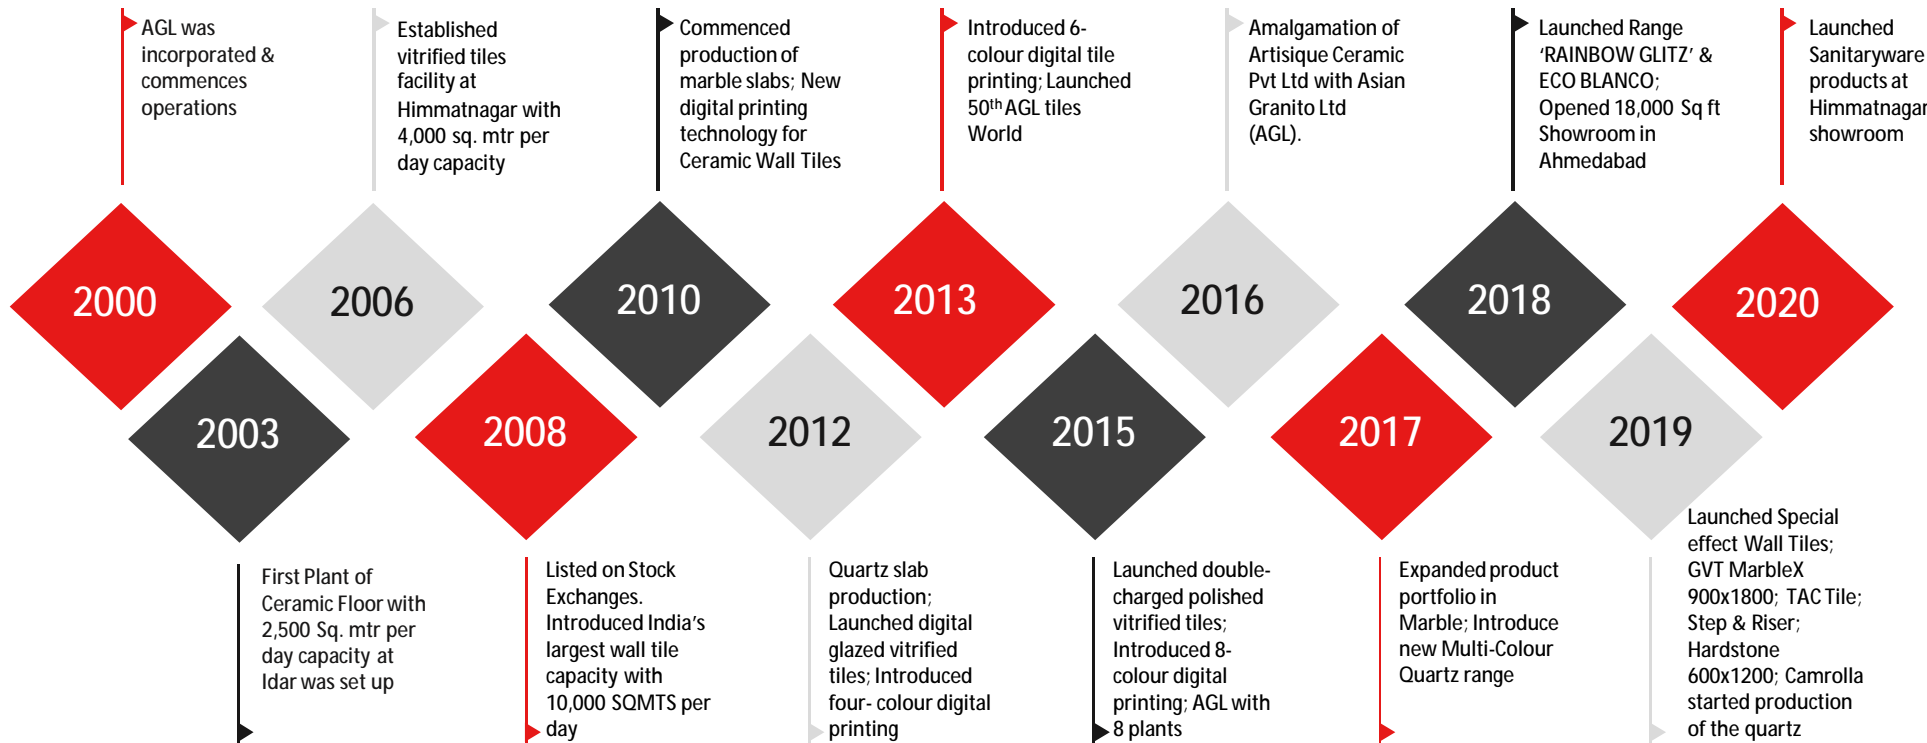 AGL was
incorporated &
commences
operations
Established
vitrified tiles
facility at
Himmatnagar with
4,000 sq. mtr per
day capacity
Commenced
production of
marble slabs; New
digital printing
technology for
Ceramic Wall Tiles
Introduced 6-
colour digital tile
printing; Launched
50th AGL tiles
World
Amalgamation of
Artisique Ceramic
Pvt Ltd with Asian
Granito Ltd
(AGL).
Launched Range
‘RAINBOW GLITZ’ &
ECO BLANCO;
Opened 18,000 Sq ft
Showroom in
Ahmedabad
Launched
Sanitaryware
products at
Himmatnagar
showroom
2000
2006
2010
2013
2016
2018
2020
2003
2008
2012
2015
2017
2019
First Plant of
Ceramic Floor with
2,500 Sq. mtr per
day capacity at
Idar was set up
Listed on Stock
Exchanges.
Introduced India’s
largest wall tile
capacity with
10,000 SQMTS per
day
Quartz slab
production;
Launched digital
glazed vitrified
tiles; Introduced
four- colour digital
printing
Launched double-
charged polished
vitrified tiles;
Introduced 8-
colour digital
printing; AGL with
8 plants
Expanded product
portfolio in
Marble; Introduce
new Multi-Colour
Quartz range
Launched Special
effect Wall Tiles;
GVT MarbleX
900x1800; TAC Tile;
Step & Riser;
Hardstone
600x1200; Camrolla
started production
of the quartz